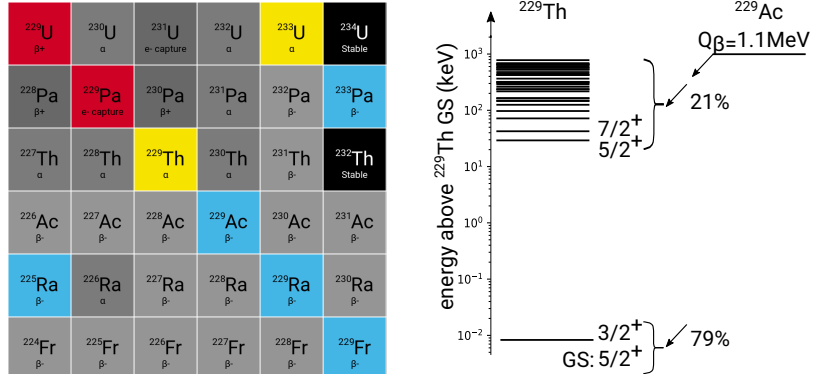 ²²⁹U ²³⁰U ²³¹U ²³²U ²³³U ²³⁴U
β+ α e- capture α α Stable
²²⁸Pa ²²⁹Pa ²³⁰Pa ²³¹Pa ²³²Pa ²³³Pa
β+ e- capture β+ α β- β-
²²⁷Th ²²⁸Th ²²⁹Th ²³⁰Th ²³¹Th ²³²Th
α α α α β- Stable
²²⁶Ac ²²⁷Ac ²²⁸Ac ²²⁹Ac ²³⁰Ac ²³¹Ac
β- β- β- β- β- β-
²²⁵Ra ²²⁶Ra ²²⁷Ra ²²⁸Ra ²²⁹Ra ²³⁰Ra
β- α β- β- β- β-
²²⁴Fr ²²⁵Fr ²²⁶Fr ²²⁷Fr ²²⁸Fr ²²⁹Fr
β- β- β- β- β- β-
²²⁹Th ²²⁹Ac
Qβ=1.1MeV
energy above ²²⁹Th GS (keV)
10³
10²
10¹
10⁰
10⁻¹
10⁻²
21%
7/2⁺
5/2⁺
3/2⁺
GS: 5/2⁺
79%